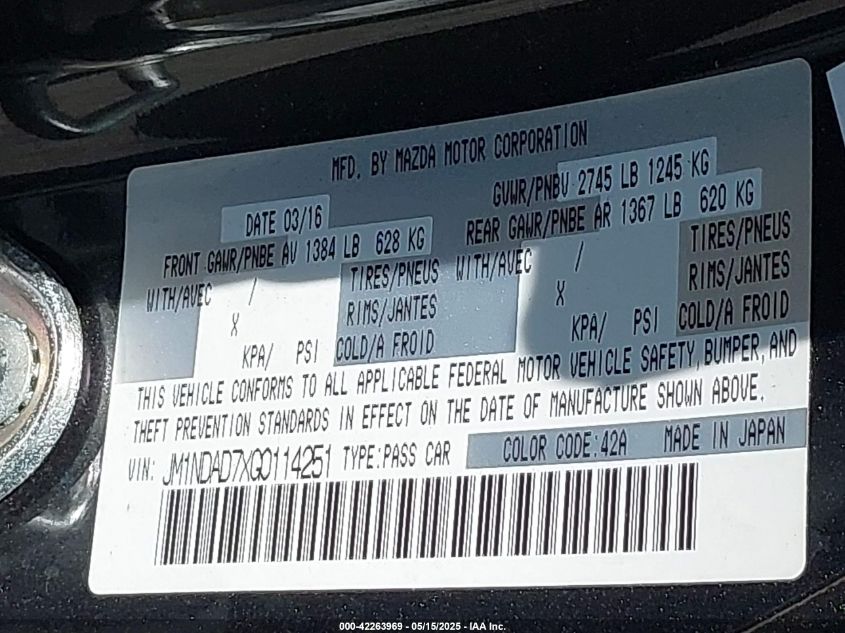 MFD. BY MAZDA MOTOR CORPORATION
DATE 03/16 GVWR/PNBV 2745 LB 1245 KG
FRONT GAWR/PNBE AV 1384 LB 628 KG REAR GAWR/PNBE AR 1367 LB 620 KG
WITH/AVEC / TIRES/PNEUS WITH/AVEC / TIRES/PNEUS
X RIMS/JANTES X RIMS/JANTES
KPA/ PSI COLD/A FROID KPA/ PSI COLD/A FROID
THIS VEHICLE CONFORMS TO ALL APPLICABLE FEDERAL MOTOR VEHICLE SAFETY, BUMPER, AND
THEFT PREVENTION STANDARDS IN EFFECT ON THE DATE OF MANUFACTURE SHOWN ABOVE.
VIN: JM1NDAD7XG0114251 TYPE:PASS CAR COLOR CODE:42A MADE IN JAPAN
000-42263969 - 05/15/2025 - IAA Inc.